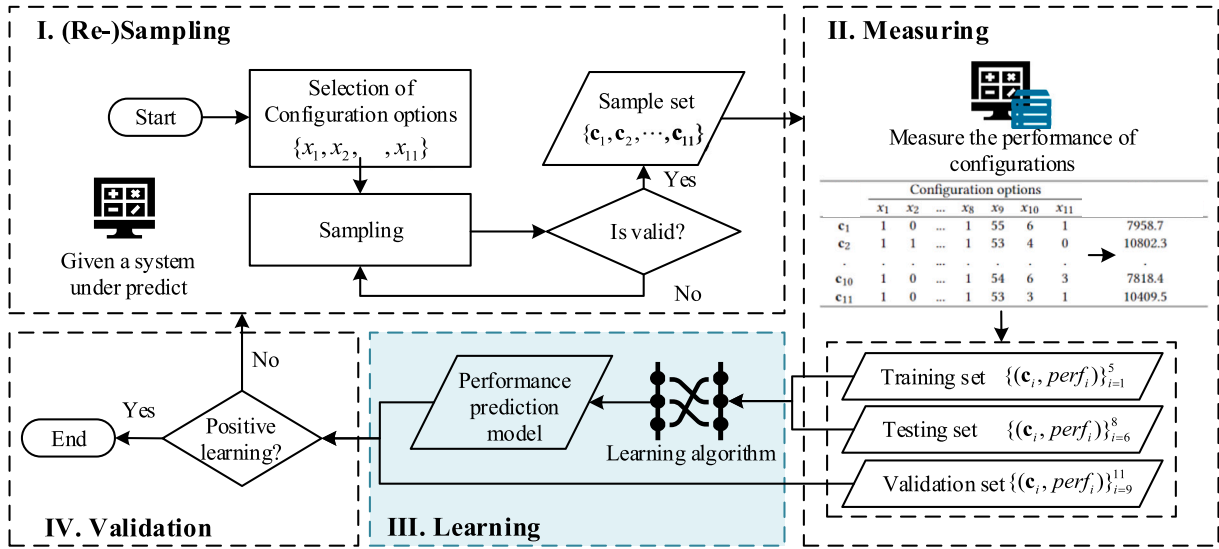 I. (Re-)Sampling
Start
Selection of
Configuration options
{x₁, x₂, , x₁₁}
Sample set
{c₁, c₂, ⋯, c₁₁}
Yes
Sampling
Is valid?
No
Given a system
under predict
II. Measuring
Measure the performance of
configurations
Configuration options
x₁ x₂ ... x₈ x₉ x₁₀ x₁₁
c₁ 1 0 ... 1 55 6 1 7958.7
c₂ 1 1 ... 1 53 4 0 10802.3
. . . ... . . . . .
c₁₀ 1 0 ... 1 54 6 3 7818.4
c₁₁ 1 0 ... 1 53 3 1 10409.5
Training set {(cᵢ, perfᵢ)}⁵ᵢ₌₁
Testing set {(cᵢ, perfᵢ)}⁸ᵢ₌₆
Validation set {(cᵢ, perfᵢ)}¹¹ᵢ₌₉
Performance
prediction
model
Learning algorithm
III. Learning
No
Yes
End
Positive
learning?
IV. Validation